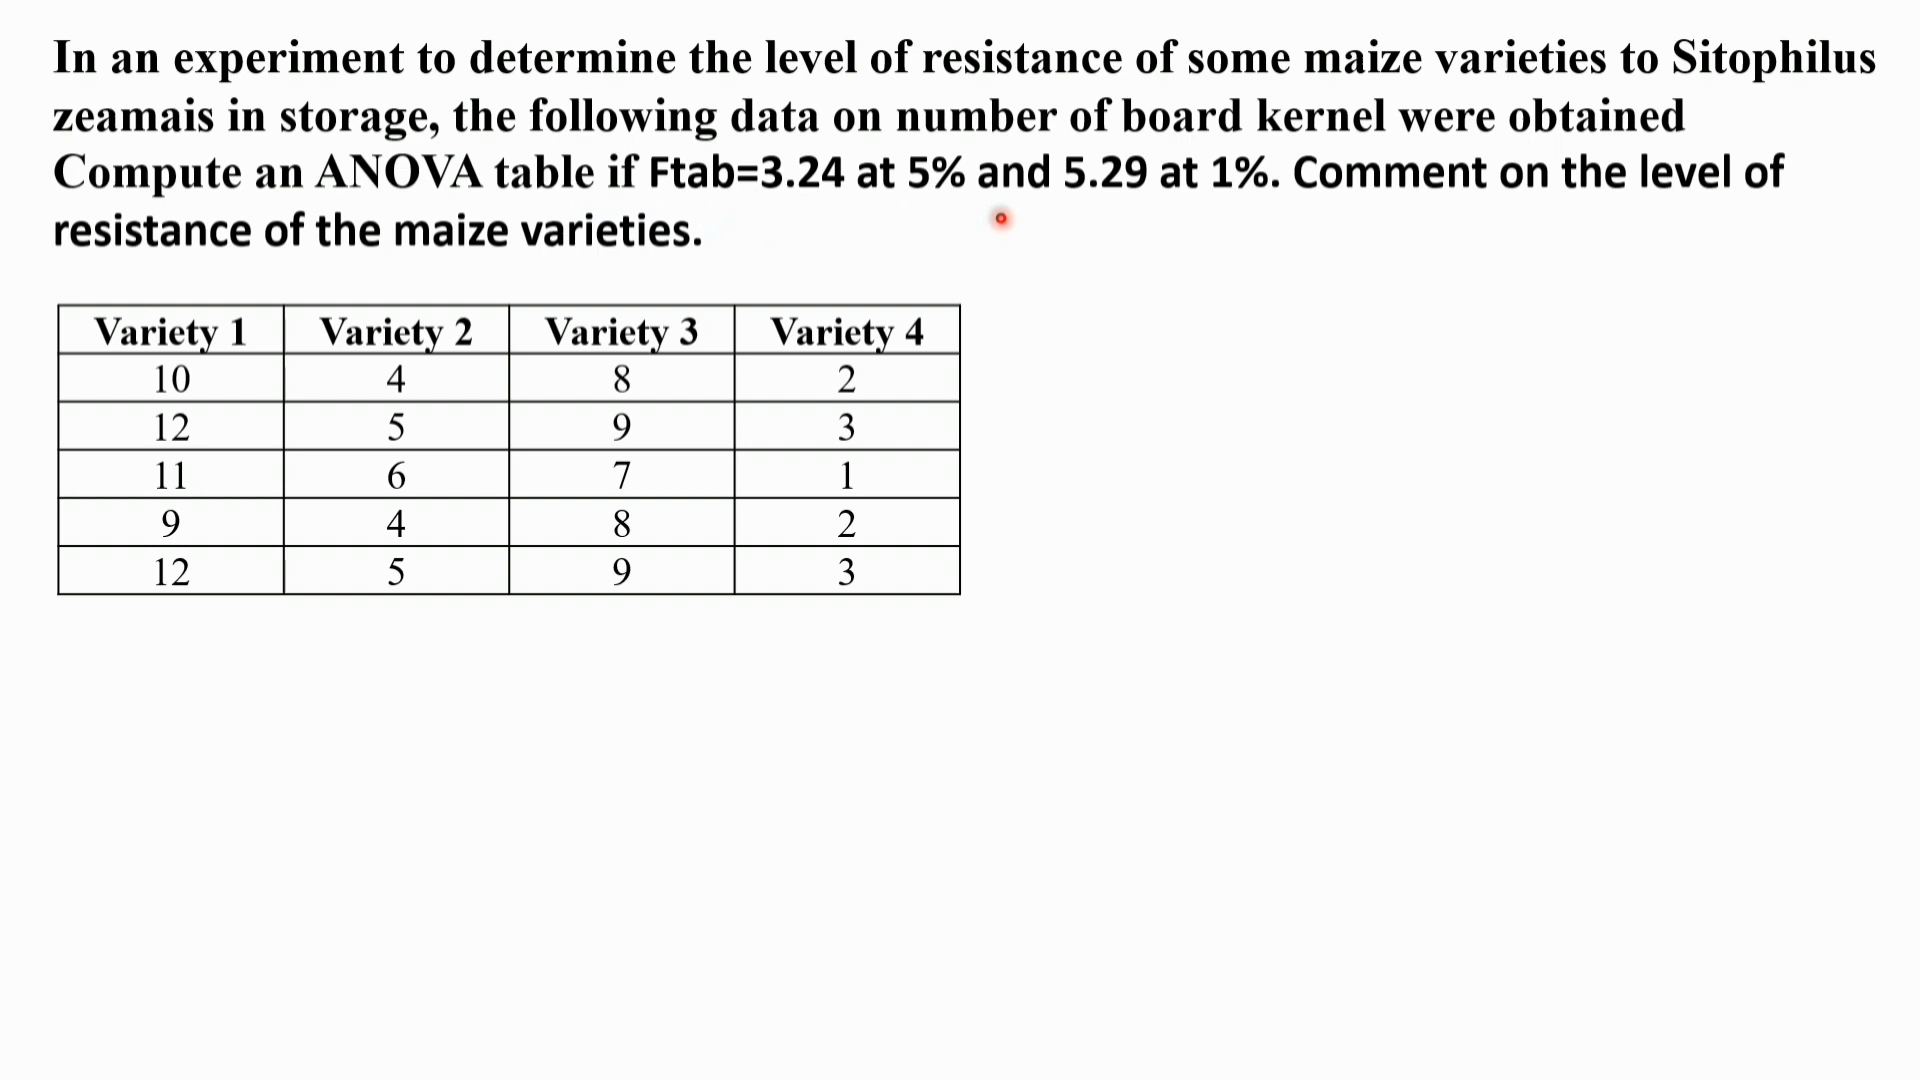 In an experiment to determine the level of resistance of some maize varieties to Sitophilus
zeamais in storage, the following data on number of board kernel were obtained
Compute an ANOVA table if Ftab=3.24 at 5% and 5.29 at 1%. Comment on the level of
resistance of the maize varieties.
Variety 1 Variety 2 Variety 3 Variety 4
10 4 8 2
12 5 9 3
11 6 7 1
9 4 8 2
12 5 9 3